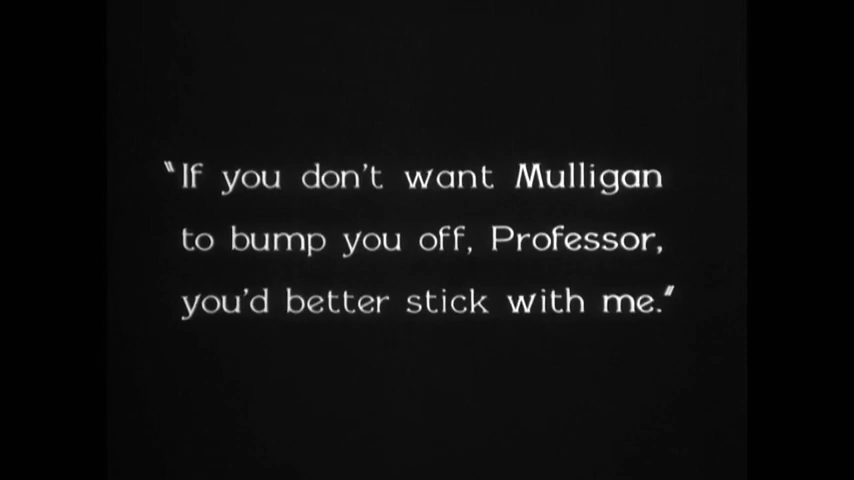 "If you don't want Mulligan
to bump you off, Professor,
you'd better stick with me."